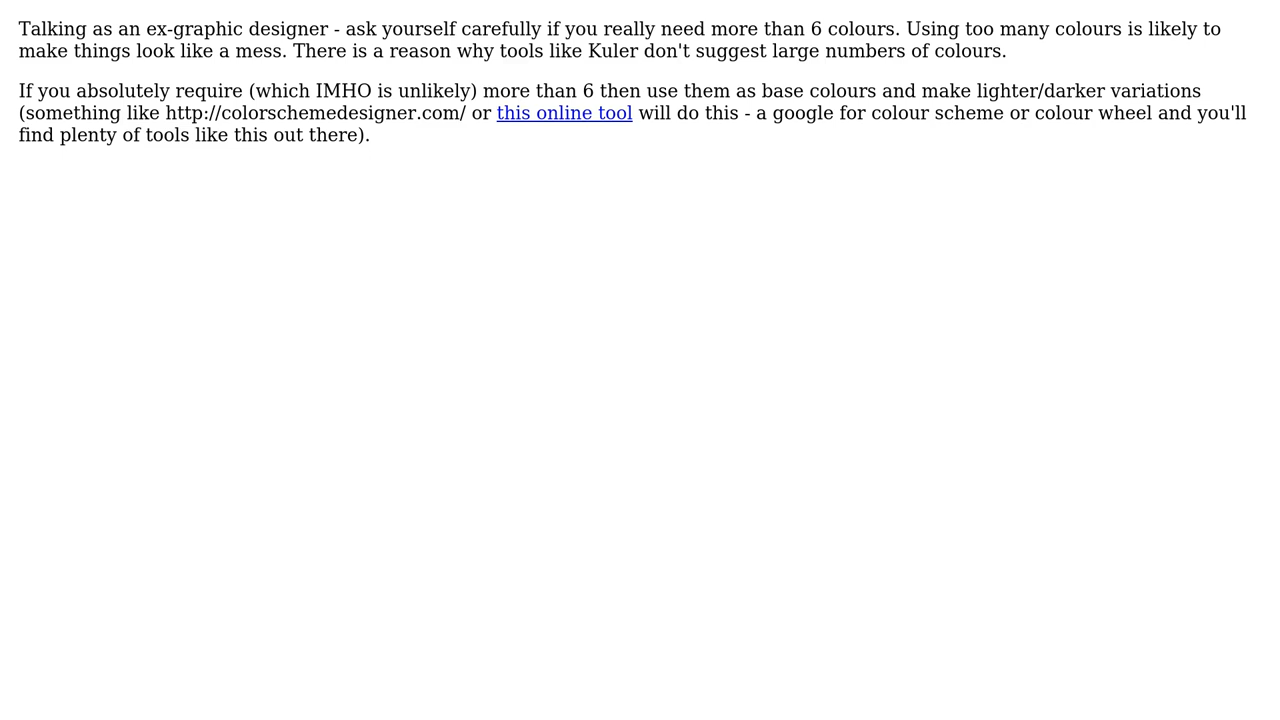 Talking as an ex-graphic designer - ask yourself carefully if you really need more than 6 colours. Using too many colours is likely to
make things look like a mess. There is a reason why tools like Kuler don't suggest large numbers of colours.
If you absolutely require (which IMHO is unlikely) more than 6 then use them as base colours and make lighter/darker variations
(something like http://colorschemedesigner.com/ or this online tool will do this - a google for colour scheme or colour wheel and you'll
find plenty of tools like this out there).